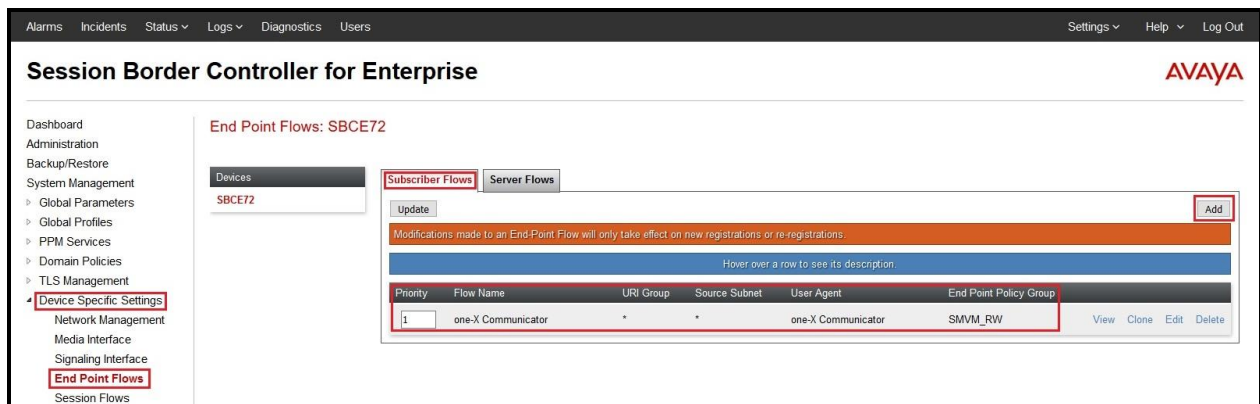 Alarms Incidents Status Logs Diagnostics Users Settings Help Log Out
Session Border Controller for Enterprise
AVAYA
Dashboard
Administration
Backup/Restore
System Management
Global Parameters
Global Profiles
PPM Services
Domain Policies
TLS Management
Device Specific Settings
Network Management
Media Interface
Signaling Interface
End Point Flows
Session Flows
End Point Flows: SBCE72
Devices
SBCE72
Subscriber Flows Server Flows
Update Add
Modifications made to an End-Point Flow will only take effect on new registrations or re-registrations.
Hover over a row to see its description.
Priority Flow Name URI Group Source Subnet User Agent End Point Policy Group
1 one-X Communicator * * one-X Communicator SMVM_RW View Clone Edit Delete